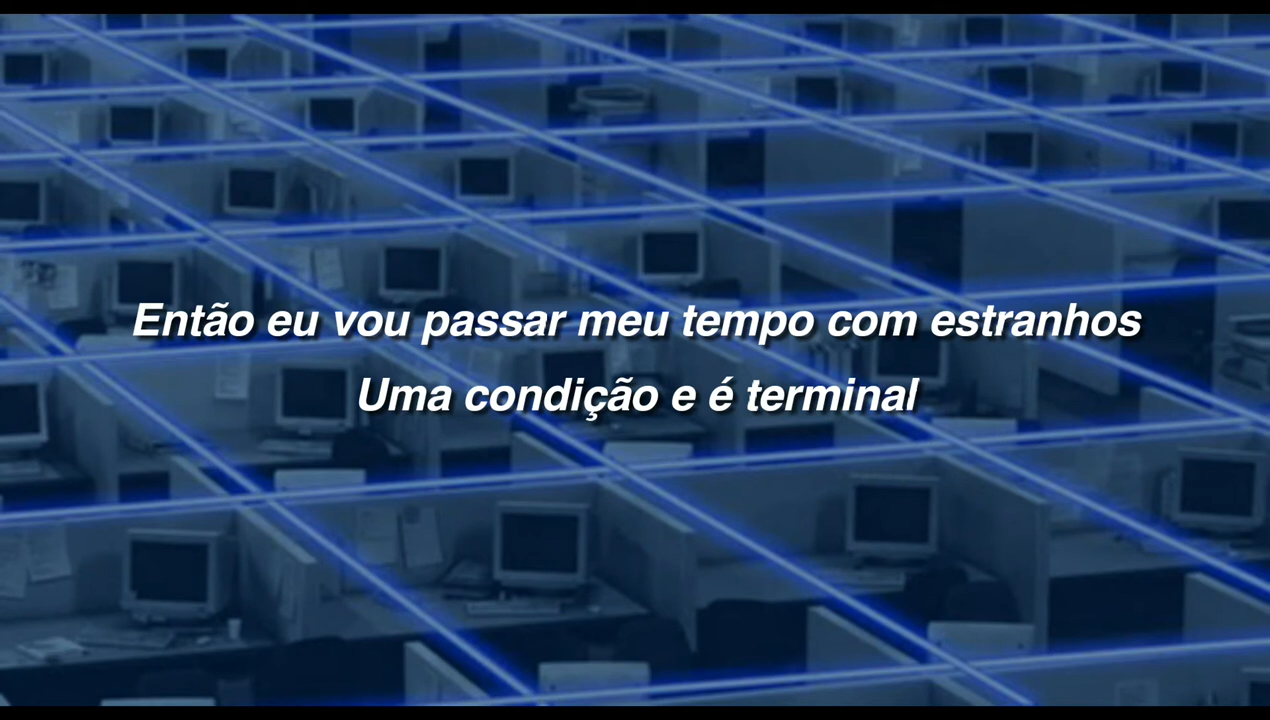 Então eu vou passar meu tempo com estranhos
Uma condição e é terminal